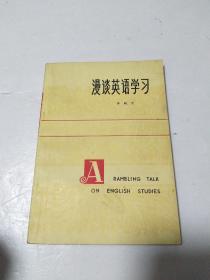 漫谈英语学习
A
RAMBLING TALK
ON ENGLISH STUDIES